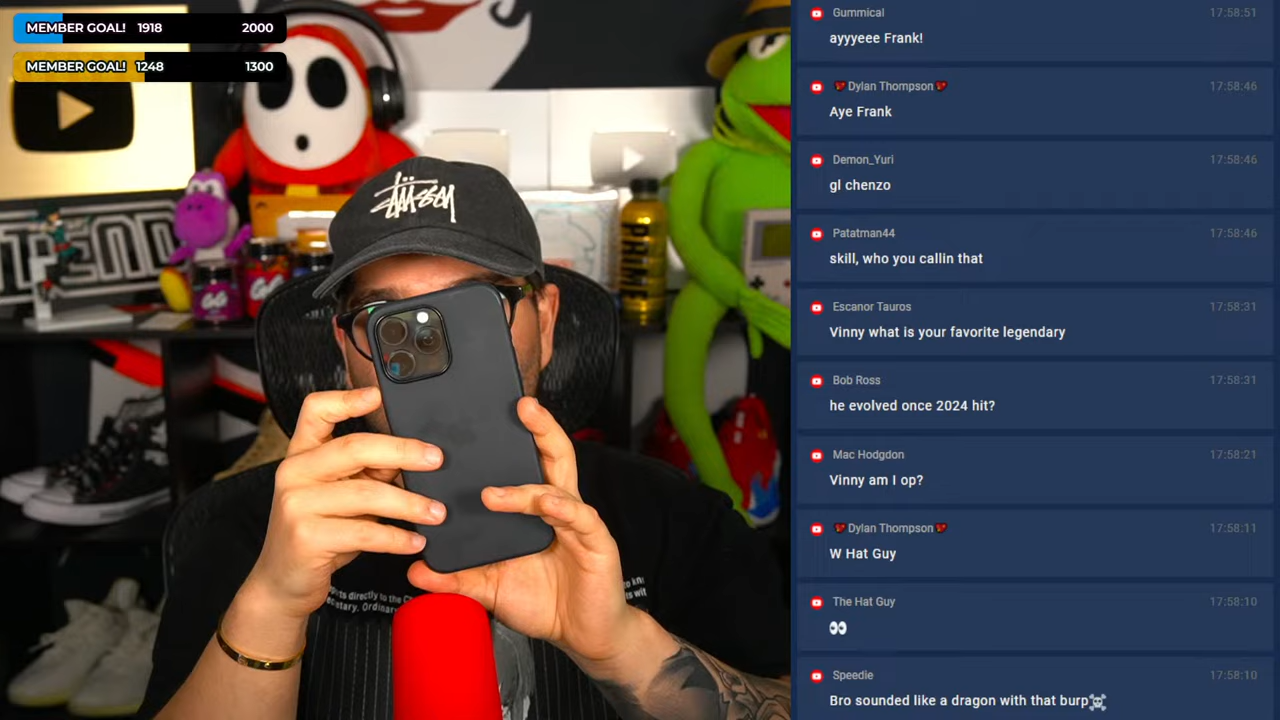 MEMBER GOAL! 1918 2000
MEMBER GOAL! 1248 1300
STÜSSY
PRIME
GG
Gummical 17:58:51
ayyyeee Frank!
Dylan Thompson 17:58:46
Aye Frank
Demon_Yuri 17:58:46
gl chenzo
Patatman44 17:58:46
skill, who you callin that
Escanor Tauros 17:58:31
Vinny what is your favorite legendary
Bob Ross 17:58:31
he evolved once 2024 hit?
Mac Hodgdon 17:58:21
Vinny am I op?
Dylan Thompson 17:58:11
W Hat Guy
The Hat Guy 17:58:10
👀
Speedie 17:58:10
Bro sounded like a dragon with that burp☠️